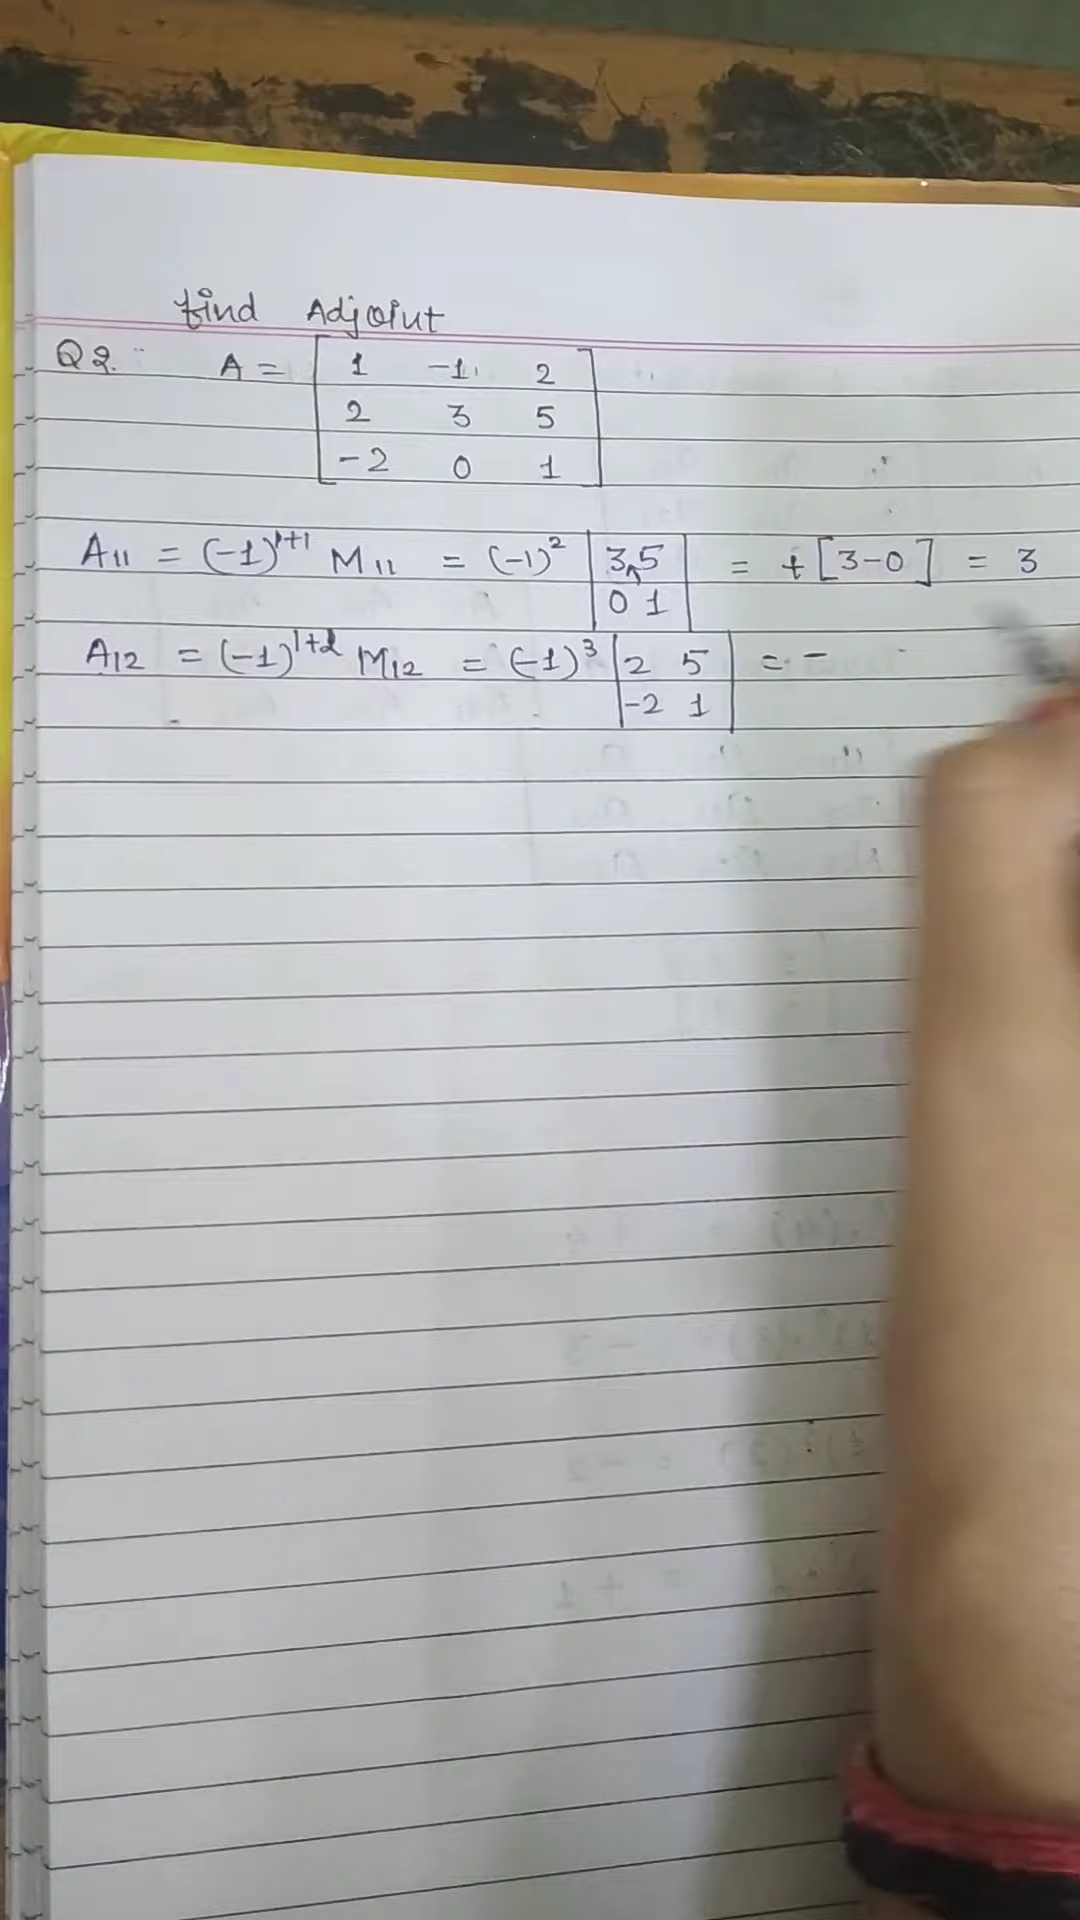 find Adjoint
Q2. A = [ 1 -1 2
2 3 5
-2 0 1 ]
A11 = (-1)^1+1 M11 = (-1)^2 | 3 5 | = + [3-0] = 3
0 1
A12 = (-1)^1+2 M12 = (-1)^3 | 2 5 | = -
-2 1